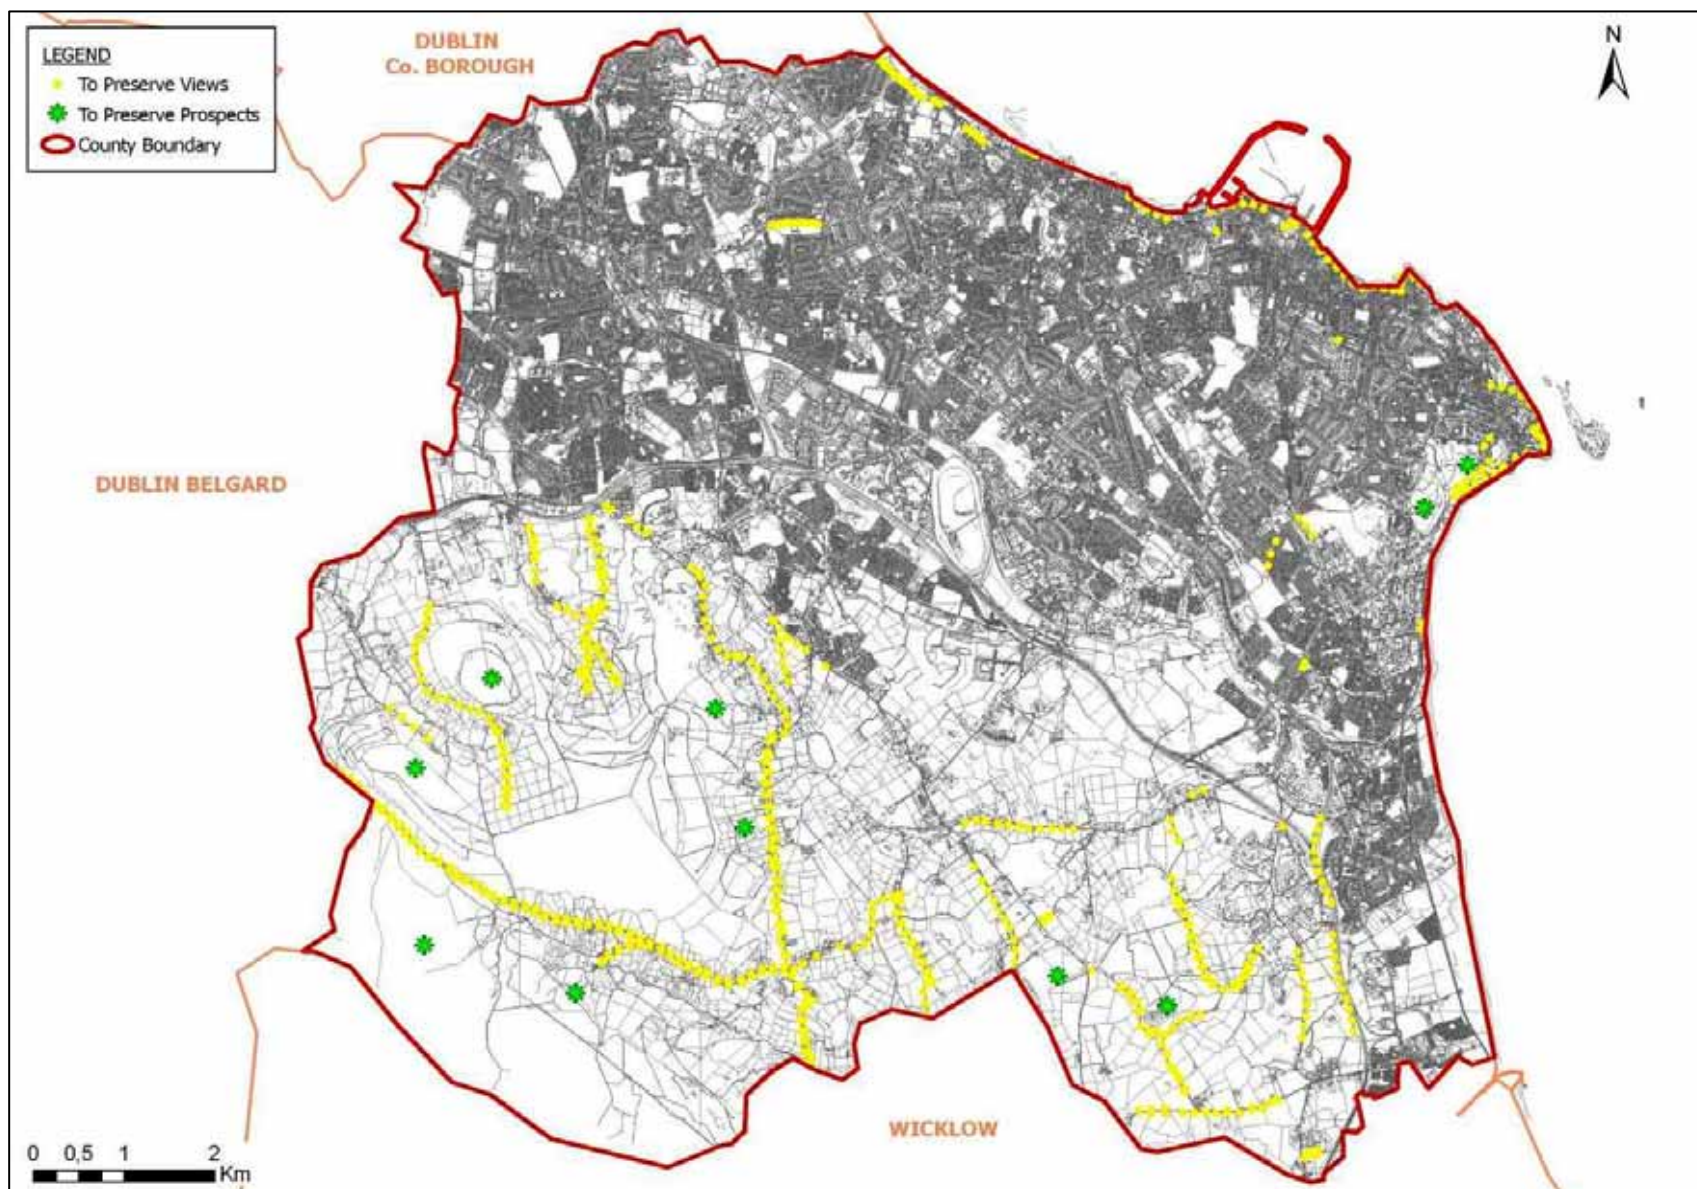 LEGEND
To Preserve Views
To Preserve Prospects
County Boundary
DUBLIN
Co. BOROUGH
N
DUBLIN BELGARD
WICKLOW
0 0,5 1 2
Km